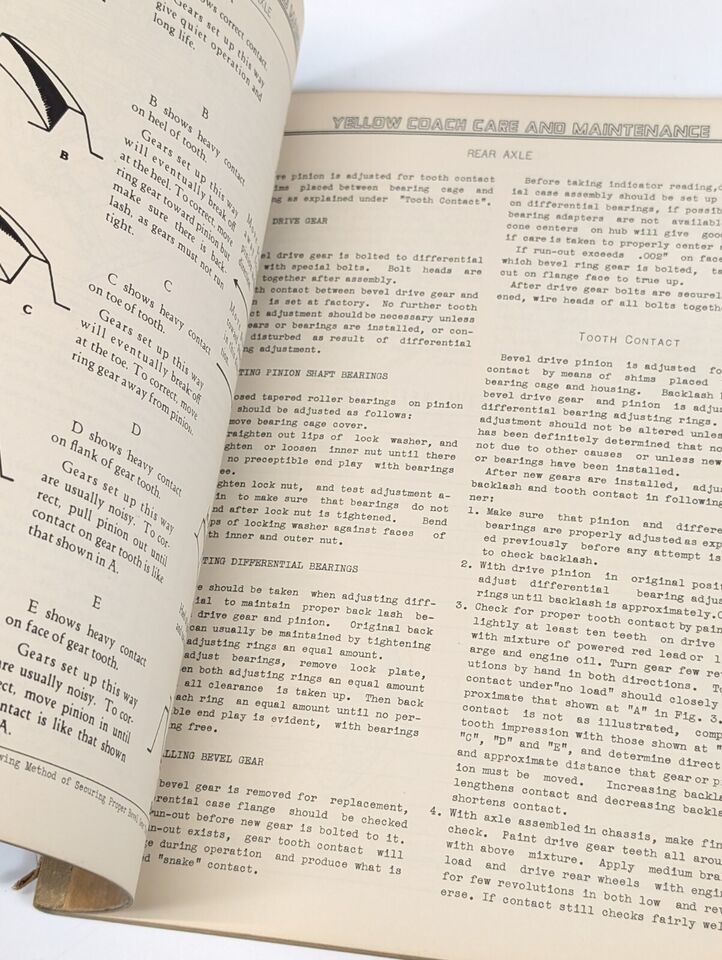 shows correct contact.
Gears set up this way
give quiet operation and
long life.
B
B shows heavy contact
on heel of tooth.
Gears set up this way
will eventually break off
at the heel. To correct, move
ring gear toward pinion but
make sure there is back-
lash, as gears must not run
tight.
C
C shows heavy contact
on toe of tooth.
Gears set up this way
will eventually break off
at the toe. To correct, move
ring gear away from pinion.
D
D shows heavy contact
on flank of gear tooth.
Gears set up this way
are usually noisy. To cor-
rect, pull pinion out until
contact on gear tooth is like
that shown in A.
E
E shows heavy contact
on face of gear tooth.
Gears set up this way
are usually noisy. To cor-
rect, move pinion in until
contact is like that shown
A.
wing Method of Securing Proper Bevel
B
C
AXLE
YELLOW COACH CARE AND MAINTENANCE
REAR AXLE
pinion is adjusted for tooth contact
placed between bearing cage and
as explained under "Tooth Contact".
DRIVE GEAR
drive gear is bolted to differential
with special bolts. Bolt heads are
together after assembly.
contact between bevel drive gear and
is set at factory. No further tooth
adjustment should be necessary unless
or bearings are installed, or con-
disturbed as result of differential
adjustment.
PINION SHAFT BEARINGS
tapered roller bearings on pinion
should be adjusted as follows:
bearing cage cover.
out lips of lock washer, and
or loosen inner nut until there
no preceptible end play with bearings
lock nut, and test adjustment a-
to make sure that bearings do not
after lock nut is tightened. Bend
of locking washer against faces of
inner and outer nut.
DIFFERENTIAL BEARINGS
should be taken when adjusting diff-
to maintain proper back lash be-
drive gear and pinion. Original back
can usually be maintained by tightening
adjusting rings an equal amount.
adjust bearings, remove lock plate,
both adjusting rings an equal amount
all clearance is taken up. Then back
ring an equal amount until no per-
end play is evident, with bearings
free.
BEVEL GEAR
bevel gear is removed for replacement,
case flange should be checked
before new gear is bolted to it.
exists, gear tooth contact will
during operation and produce what is
"snake" contact.
Before taking indicator reading,
case assembly should be set up
on differential bearings, if possib
bearing adapters are not available
cone centers on hub will give goo
if care is taken to properly center
If run-out exceeds .002" on face
which bevel ring gear is bolted, ta
cut on flange face to true up.
After drive gear bolts are securel
ened, wire heads of all bolts togethe
TOOTH CONTACT
Bevel drive pinion is adjusted fo
contact by means of shims placed
bearing cage and housing. Backlash
bevel drive gear and pinion is adju
differential bearing adjusting rings.
adjustment should not be altered unless
has been definitely determined that no
not due to other causes or unless new
or bearings have been installed.
After new gears are installed, adju
backlash and tooth contact in following
ner:
1. Make sure that pinion and differe
bearings are properly adjusted as exp
ed previously before any attempt is
to check backlash.
2. With drive pinion in original posit
adjust differential bearing adju
rings until backlash is approximately
3. Check for proper tooth contact by pain
lightly at least ten teeth on drive
with mixture of powered red lead or l
arge and engine oil. Turn gear few rev
utions by hand in both directions.
contact under "no load" should closely
proximate that shown at "A" in Fig. 3.
contact is not as illustrated, comp
tooth impression with those shown at
"C", "D" and "E", and determine direct
and approximate distance that gear or pi
ion must be moved. Increasing backla
lengthens contact and decreasing backla
shortens contact.
4. With axle assembled in chassis, make fin
check. Paint drive gear teeth all arou
with above mixture. Apply medium bra
load and drive rear wheels with engin
for few revolutions in both low and rev
erse. If contact still checks fairly wel